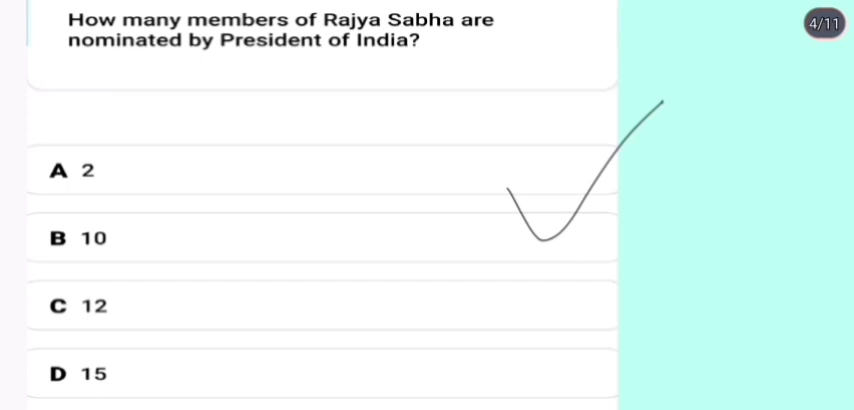 How many members of Rajya Sabha are
nominated by President of India?
4/11
A 2
B 10
C 12
D 15